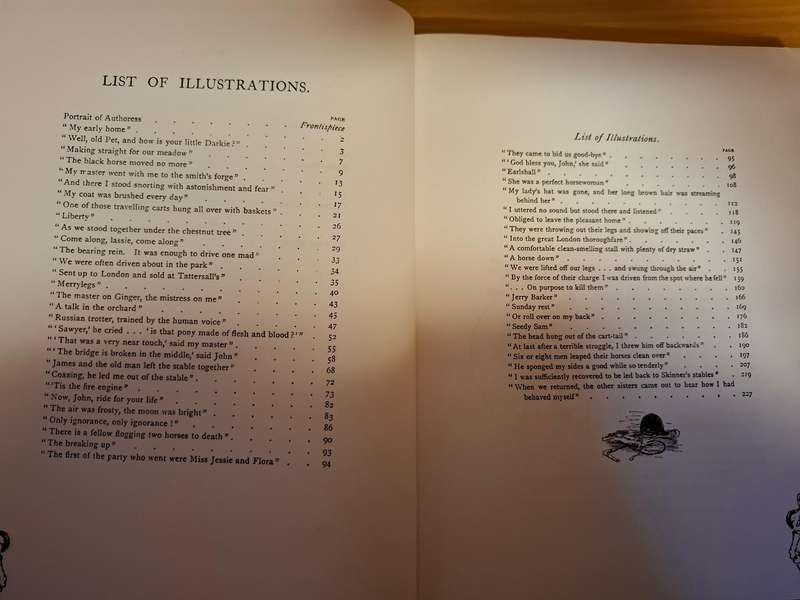 LIST OF ILLUSTRATIONS.
PAGE
Portrait of Authoress . . . . . . . Frontispiece
"My early home" . . . . . . . 2
"Well, old Pet, and how is your little Darkie?" . . . . 3
"Making straight for our meadow" . . . . . 7
"The black horse moved no more" . . . . . 9
"My master went with me to the smith's forge" . . . . 13
"And there I stood snorting with astonishment and fear" . . . 15
"My coat was brushed every day" . . . . . 17
"One of those travelling carts hung all over with baskets" . . . 21
"Liberty" . . . . . . . . 26
"As we stood together under the chestnut tree" . . . . 27
"Come along, lassie, come along" . . . . . 29
"The bearing rein. It was enough to drive one mad" . . . 33
"We were often driven about in the park" . . . . 34
"Sent up to London and sold at Tattersall's" . . . . 35
"Merrylegs" . . . . . . . . 40
"The master on Ginger, the mistress on me" . . . . 43
"A talk in the orchard" . . . . . . 45
"Russian trotter, trained by the human voice" . . . . 47
"'Sawyer,' he cried . . . 'is that pony made of flesh and blood?'" . 52
"'That was a very near touch,' said my master" . . . . 55
"'The bridge is broken in the middle,' said John" . . . . 58
"James and the old man left the stable together" . . . . 68
"Coaxing, he led me out of the stable" . . . . . 72
"'Tis the fire engine" . . . . . . 73
"Now, John, ride for your life" . . . . . 82
"The air was frosty, the moon was bright" . . . . 83
"Only ignorance, only ignorance!" . . . . . 86
"There is a fellow flogging two horses to death" . . . . 90
"The breaking up" . . . . . . . 93
"The first of the party who went were Miss Jessie and Flora" . . 94
List of Illustrations.
PAGE
"They came to bid us good-bye" . . . . . . 95
"'God bless you, John,' she said" . . . . . . 96
"Earlshall" . . . . . . . . 98
"She was a perfect horsewoman" . . . . . . 108
"My lady's hat was gone, and her long brown hair was streaming
behind her" . . . . . . . . 112
"I uttered no sound but stood there and listened" . . . . 118
"Obliged to leave the pleasant home" . . . . . 119
"They were throwing out their legs and showing off their paces" . . 145
"Into the great London thoroughfare" . . . . . 146
"A comfortable clean-smelling stall with plenty of dry straw" . . 147
"A horse down" . . . . . . . 151
"We were lifted off our legs . . . and swung through the air" . . 155
"By the force of their charge I was driven from the spot where he fell" 159
". . . On purpose to kill them" . . . . . 160
"Jerry Barker" . . . . . . . 166
"Sunday rest" . . . . . . . 169
"Or roll over on my back" . . . . . . 176
"Seedy Sam" . . . . . . . 182
"The head hung out of the cart-tail" . . . . . 186
"At last after a terrible struggle, I threw him off backwards" . . 190
"Six or eight men leaped their horses clean over" . . . . 197
"He sponged my sides a good while so tenderly" . . . . 207
"I was sufficiently recovered to be led back to Skinner's stables" . 219
"When we returned, the other sisters came out to hear how I had
behaved myself" . . . . . . . 227